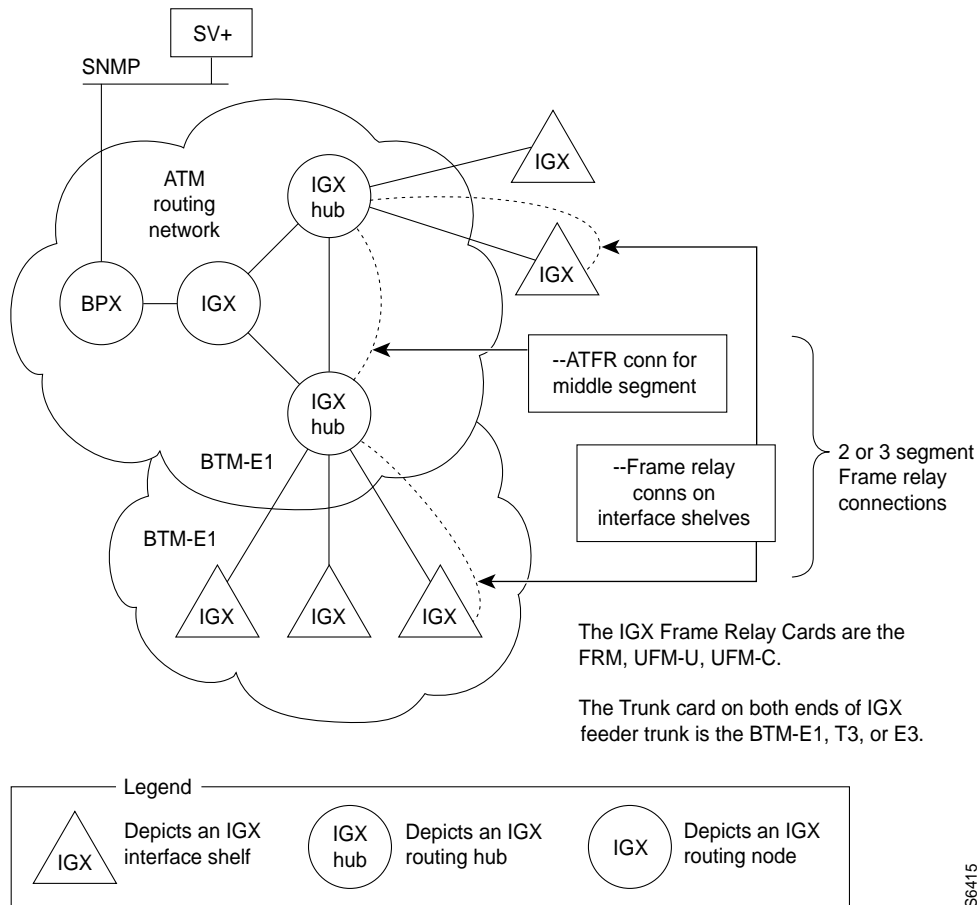 SV+
SNMP
ATM
routing
network
IGX
hub
IGX
IGX
BPX
IGX
--ATFR conn for
middle segment
IGX
hub
BTM-E1
--Frame relay
conns on
interface shelves
2 or 3 segment
Frame relay
connections
BTM-E1
IGX
IGX
IGX
The IGX Frame Relay Cards are the
FRM, UFM-U, UFM-C.
The Trunk card on both ends of IGX
feeder trunk is the BTM-E1, T3, or E3.
Legend
IGX
Depicts an IGX
interface shelf
IGX
hub
Depicts an IGX
routing hub
IGX
Depicts an IGX
routing node
S6415